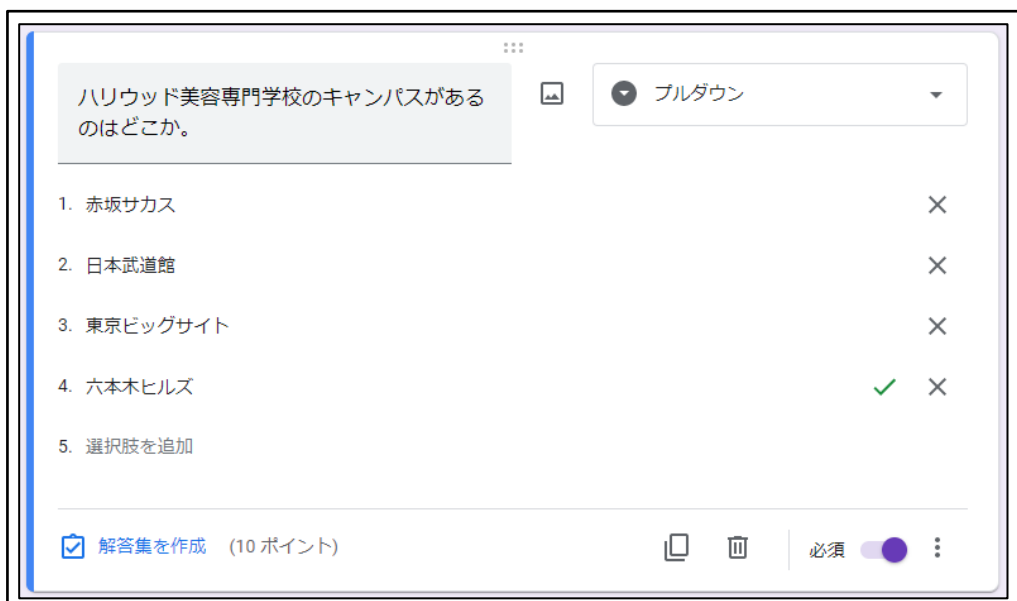 ハリウッド美容専門学校のキャンパスがある
のはどこか。
プルダウン
1. 赤坂サカス
2. 日本武道館
3. 東京ビッグサイト
4. 六本木ヒルズ
5. 選択肢を追加
解答集を作成 (10 ポイント)
必須